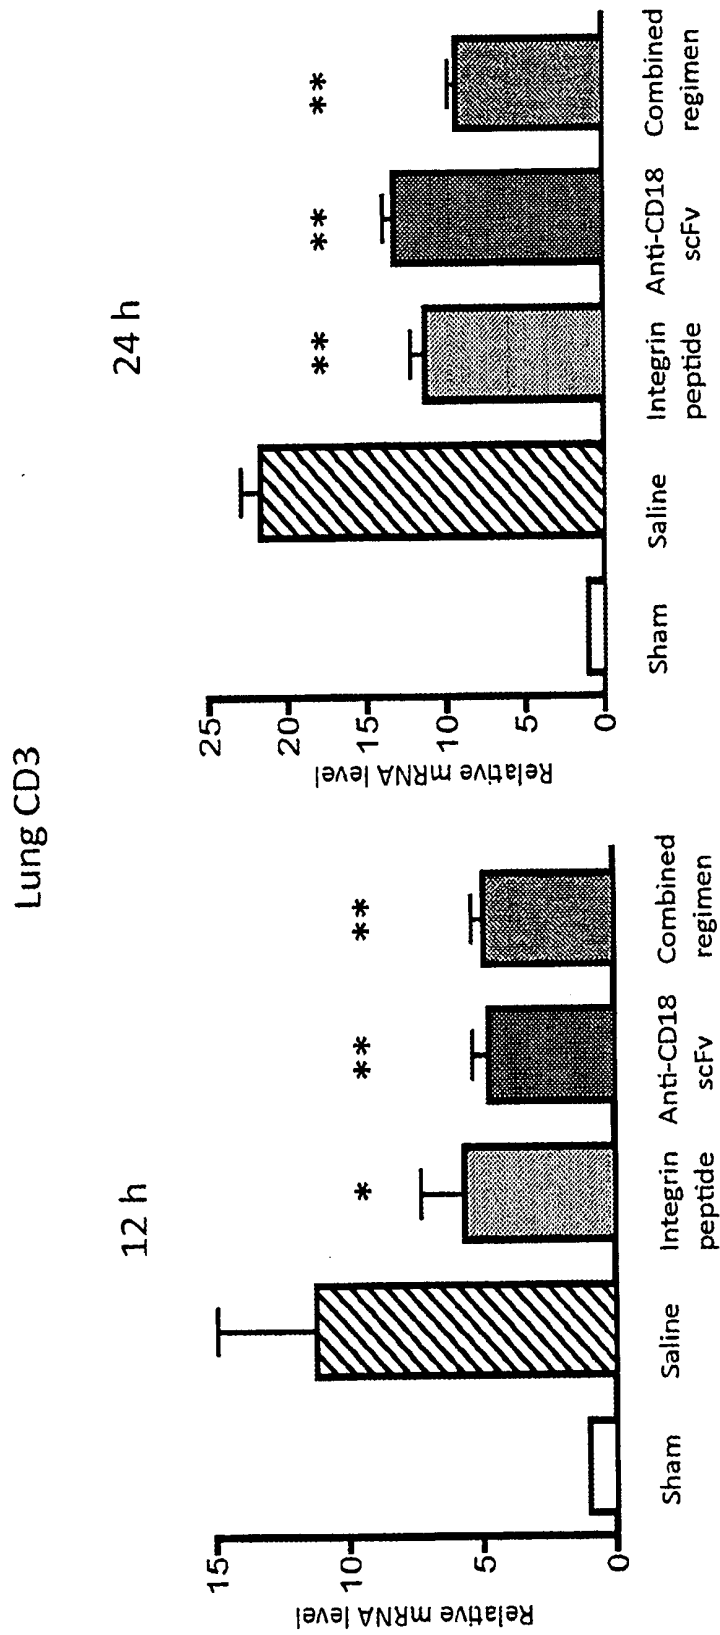 Lung CD3
12 h
Relative mRNA level
15
10
5
0
*
**
**
Sham
Saline
Integrin
peptide
Anti-CD18
scFv
Combined
regimen
24 h
Relative mRNA level
25
20
15
10
5
0
**
**
**
Sham
Saline
Integrin
peptide
Anti-CD18
scFv
Combined
regimen